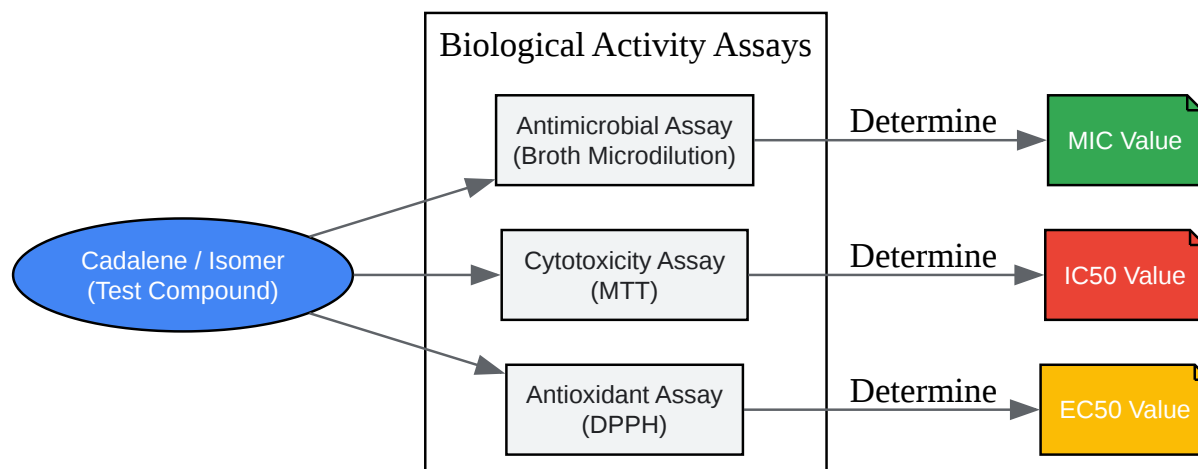 Biological Activity Assays
Cadalene / Isomer
(Test Compound)
Antimicrobial Assay
(Broth Microdilution)
Determine
MIC Value
Cytotoxicity Assay
(MTT)
Determine
IC50 Value
Antioxidant Assay
(DPPH)
Determine
EC50 Value